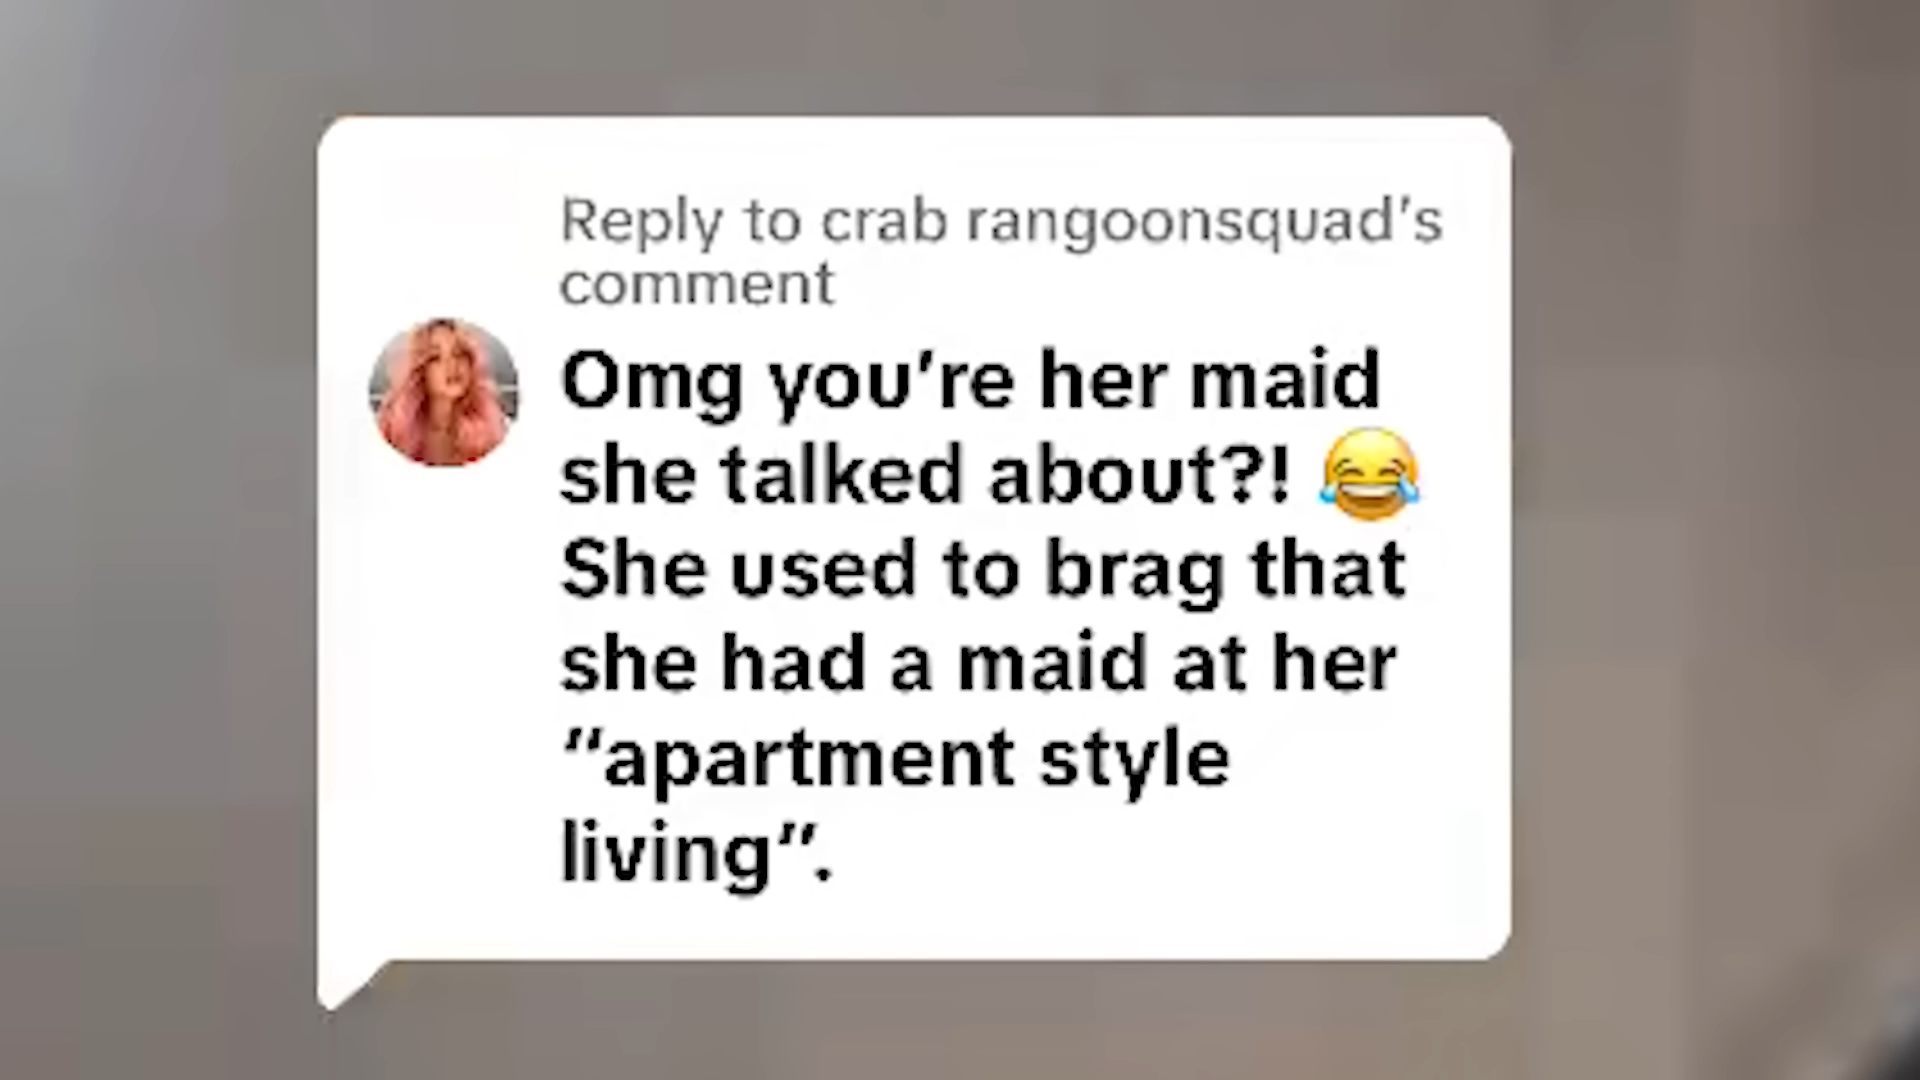 Reply to crab rangoonsquad's
comment
Omg you're her maid
she talked about?! 😂
She used to brag that
she had a maid at her
"apartment style
living".